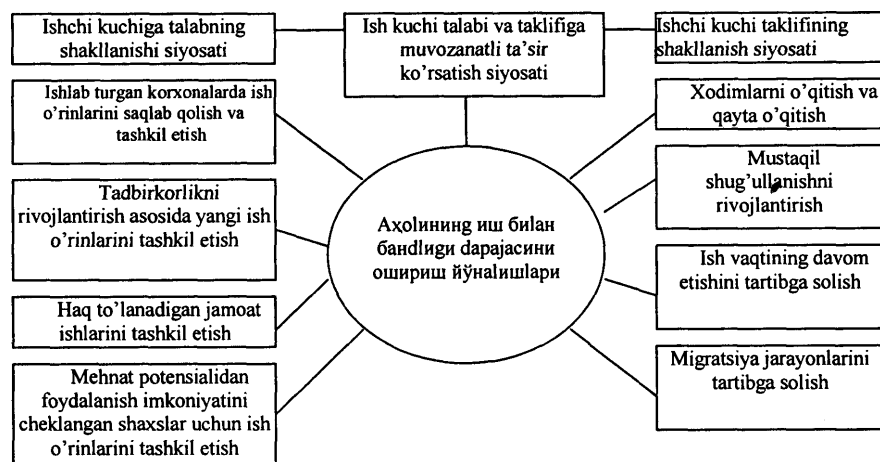 Ishchi kuchiga talabning
shakllanishi siyosati
Ish kuchi talabi va taklifiga
muvozanatli ta'sir
ko'rsatish siyosati
Ishchi kuchi taklifining
shakllanish siyosati
Ishlab turgan korxonalarda ish
o'rinlarini saqlab qolish va
tashkil etish
Tadbirkorlikni
rivojlantirish asosida yangi ish
o'rinlarini tashkil etish
Haq to'lanadigan jamoat
ishlarini tashkil etish
Mehnat potensialidan
foydalanish imkoniyatini
cheklangan shaxslar uchun ish
o'rinlarini tashkil etish
Аҳоlининг иш билан
бандlиgи dараjасини
ошириш йўнаlишlари
Xodimlarni o'qitish va
qayta o'qitish
Mustaqil
shug'ullanishni
rivojlantirish
Ish vaqtining davom
etishini tartibga solish
Migratsiya jarayonlarini
tartibga solish